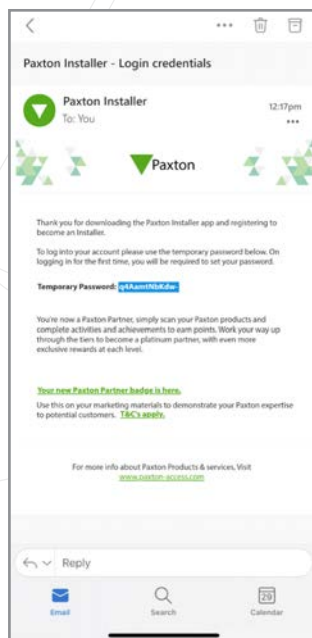 Paxton Installer - Login credentials
Paxton Installer
12:17pm
To: You
Paxton
Thank you for downloading the Paxton Installer app and registering to
become an Installer.
To log into your account please use the temporary password below. On
logging in for the first time, you will be required to set your password.
Temporary Password: q4AamtNbKdw-
You're now a Paxton Partner, simply scan your Paxton products and
complete activities and achievements to earn points. Work your way up
through the tiers to become a platinum partner, with even more
exclusive rewards at each level.
Your new Paxton Partner badge is here.
Use this on your marketing materials to demonstrate your Paxton expertise
to potential customers. T&C's apply.
For more info about Paxton Products & services, Visit
www.paxton-access.com
Reply
Email
Search
29
Calendar